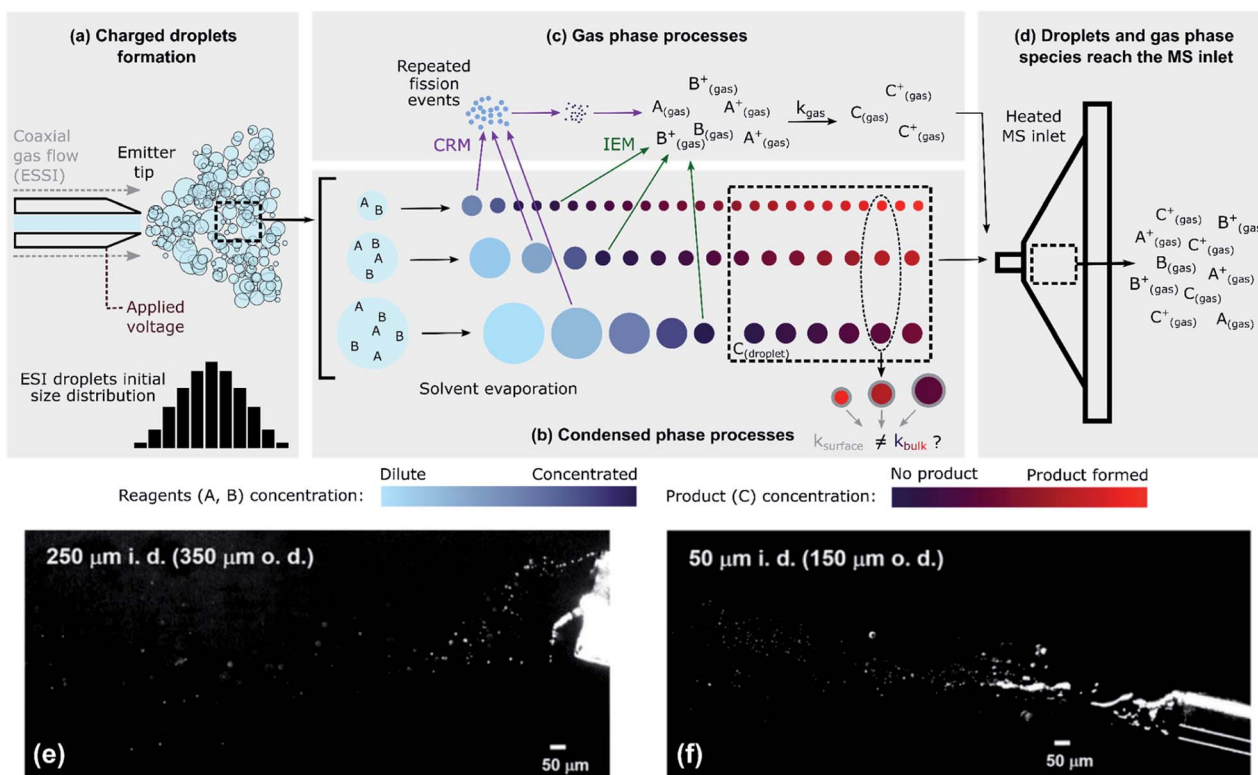 (a) Charged droplets
formation
Coaxial
gas flow
(ESSI)
Emitter
tip
Applied
voltage
ESI droplets initial
size distribution
(c) Gas phase processes
Repeated
fission
events
CRM
IEM
B+(gas)
A(gas) A+(gas)
B+(gas) B(gas) A+(gas)
kgas
C+(gas)
C(gas)
C+(gas)
A
B
A B
A
B
A B
A B
B A
Solvent evaporation
C(droplet)
(b) Condensed phase processes
ksurface ≠ kbulk ?
(d) Droplets and gas phase
species reach the MS inlet
Heated
MS inlet
C+(gas) B+(gas)
A+(gas) C+(gas)
B(gas) A+(gas)
B+(gas) C(gas)
C+(gas) A(gas)
Dilute Concentrated
Reagents (A, B) concentration:
No product Product formed
Product (C) concentration:
250 μm i. d. (350 μm o. d.)
(e)
50 μm
50 μm i. d. (150 μm o. d.)
(f)
50 μm